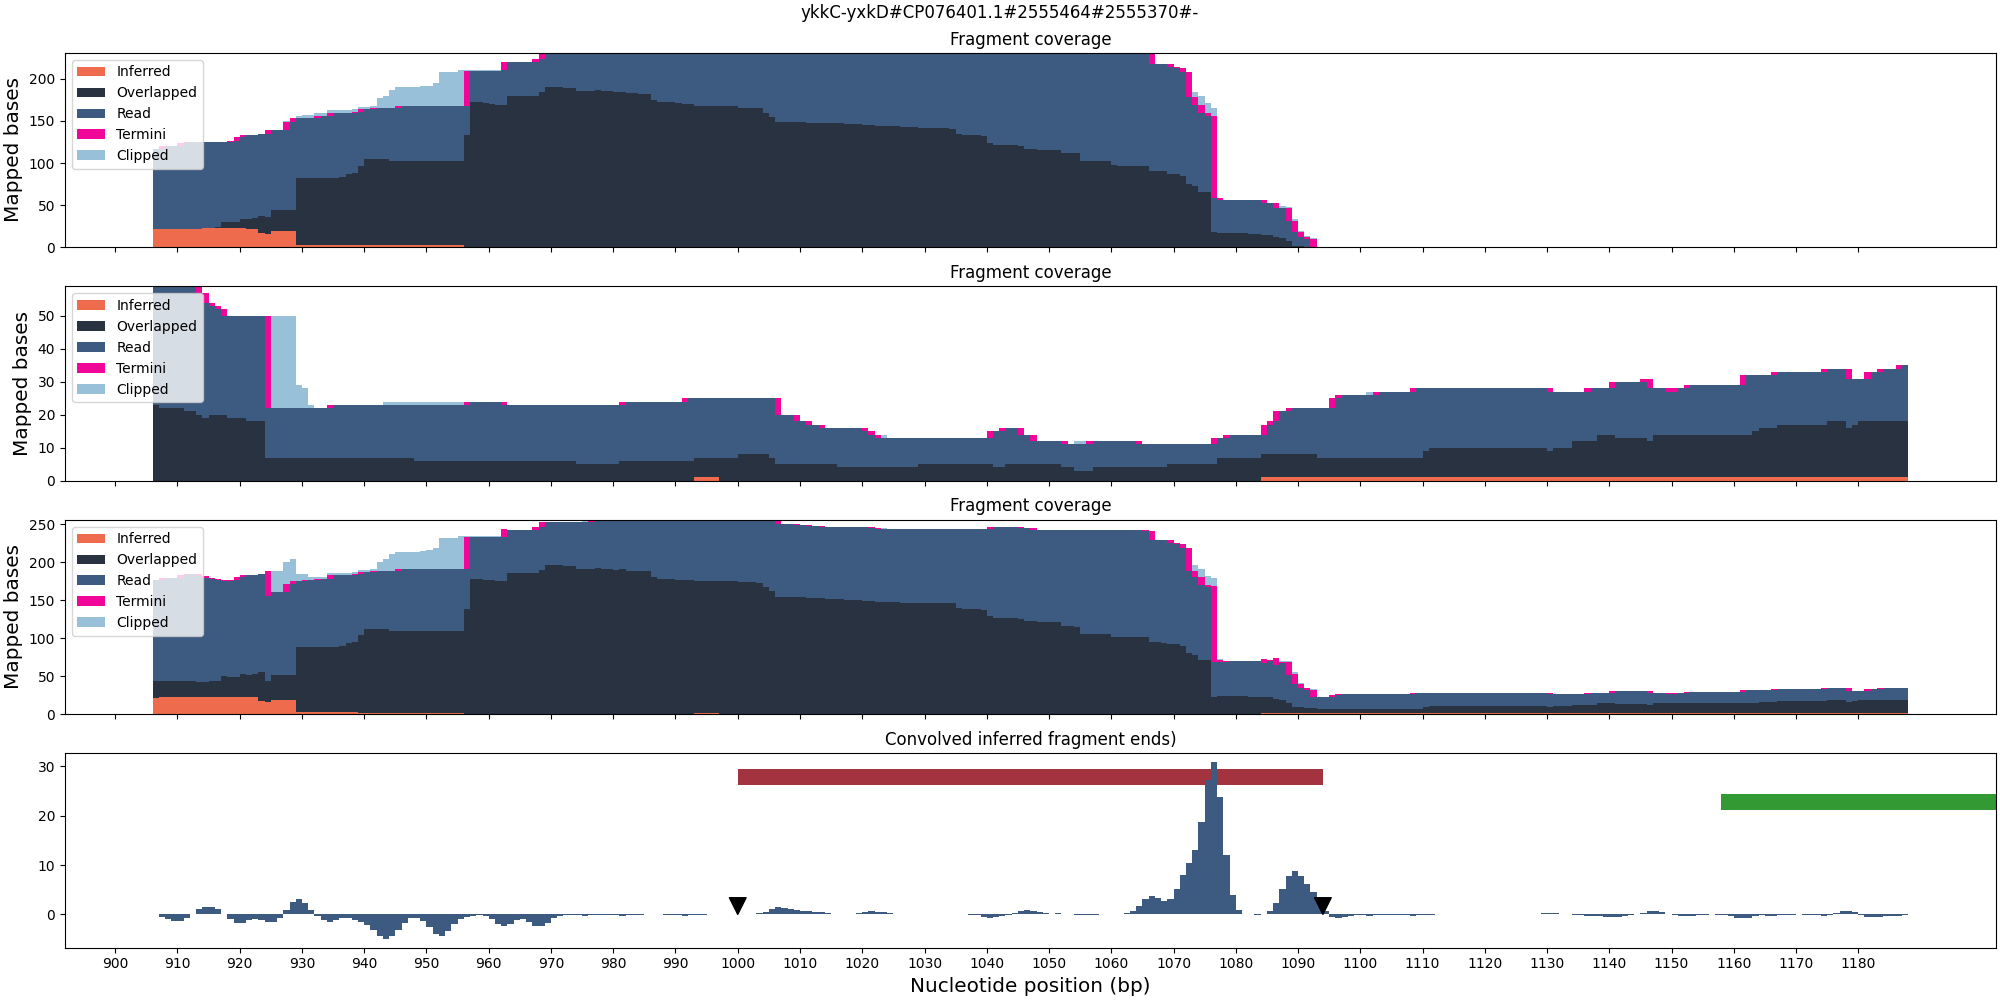 ykkC-yxkD#CP076401.1#2555464#2555370#-
Fragment coverage
Mapped bases
200
150
100
50
0
Inferred
Overlapped
Read
Termini
Clipped
Fragment coverage
Mapped bases
50
40
30
20
10
0
Inferred
Overlapped
Read
Termini
Clipped
Fragment coverage
Mapped bases
250
200
150
100
50
0
Inferred
Overlapped
Read
Termini
Clipped
Convolved inferred fragment ends)
30
20
10
0
900 910 920 930 940 950 960 970 980 990 1000 1010 1020 1030 1040 1050 1060 1070 1080 1090 1100 1110 1120 1130 1140 1150 1160 1170 1180
Nucleotide position (bp)